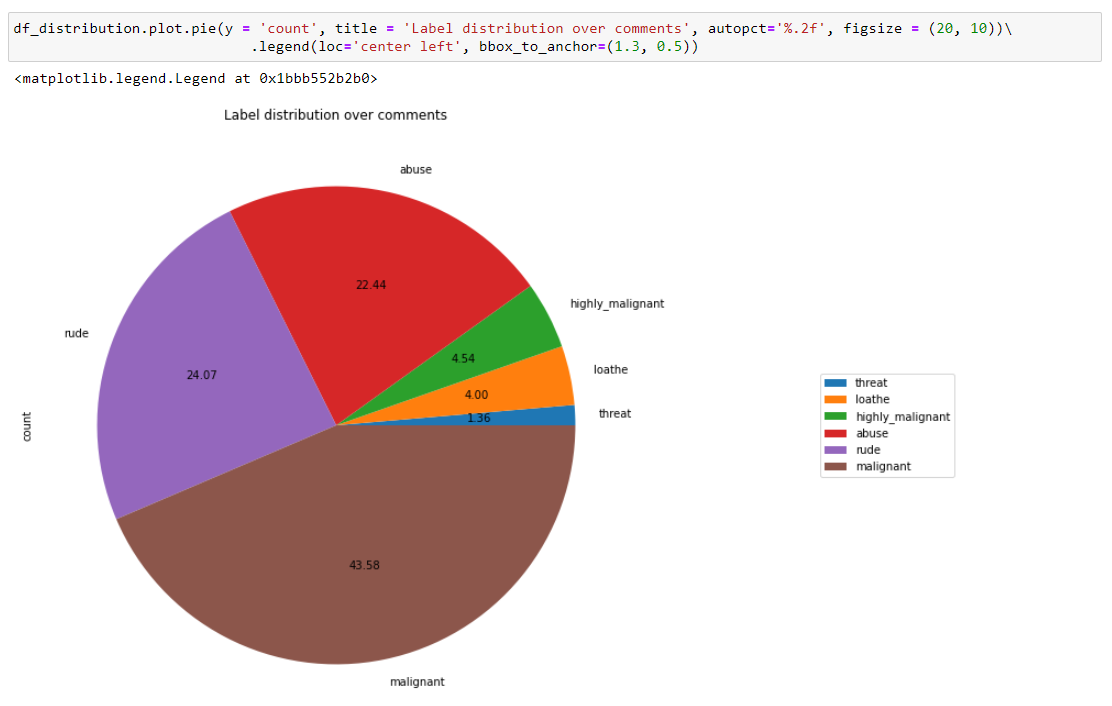 df_distribution.plot.pie(y = 'count', title = 'Label distribution over comments', autopct='%.2f', figsize = (20, 10))\
.legend(loc='center left', bbox_to_anchor=(1.3, 0.5))
<matplotlib.legend.Legend at 0x1bbb552b2b0>
Label distribution over comments
abuse
22.44
highly_malignant
rude
4.54
loathe
24.07
4.00
threat
1.36
count
43.58
malignant
threat
loathe
highly_malignant
abuse
rude
malignant